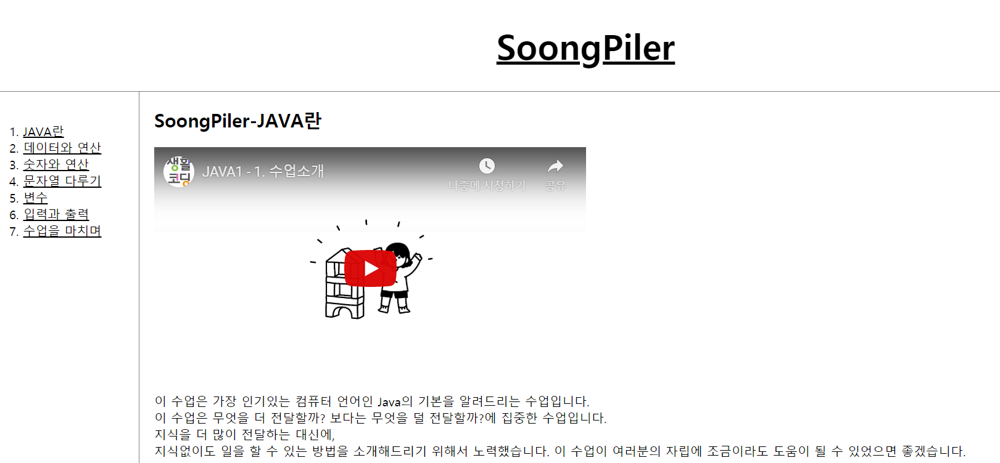 SoongPiler
1. JAVA란
2. 데이터와 연산
3. 숫자와 연산
4. 문자열 다루기
5. 변수
6. 입력과 출력
7. 수업을 마치며
SoongPiler-JAVA란
생활
코딩
JAVA1 - 1. 수업소개
나중에 시청하기
공유
이 수업은 가장 인기있는 컴퓨터 언어인 Java의 기본을 알려드리는 수업입니다.
이 수업은 무엇을 더 전달할까? 보다는 무엇을 덜 전달할까?에 집중한 수업입니다.
지식을 더 많이 전달하는 대신에,
지식없이도 일을 할 수 있는 방법을 소개해드리기 위해서 노력했습니다. 이 수업이 여러분의 자립에 조금이라도 도움이 될 수 있었으면 좋겠습니다.